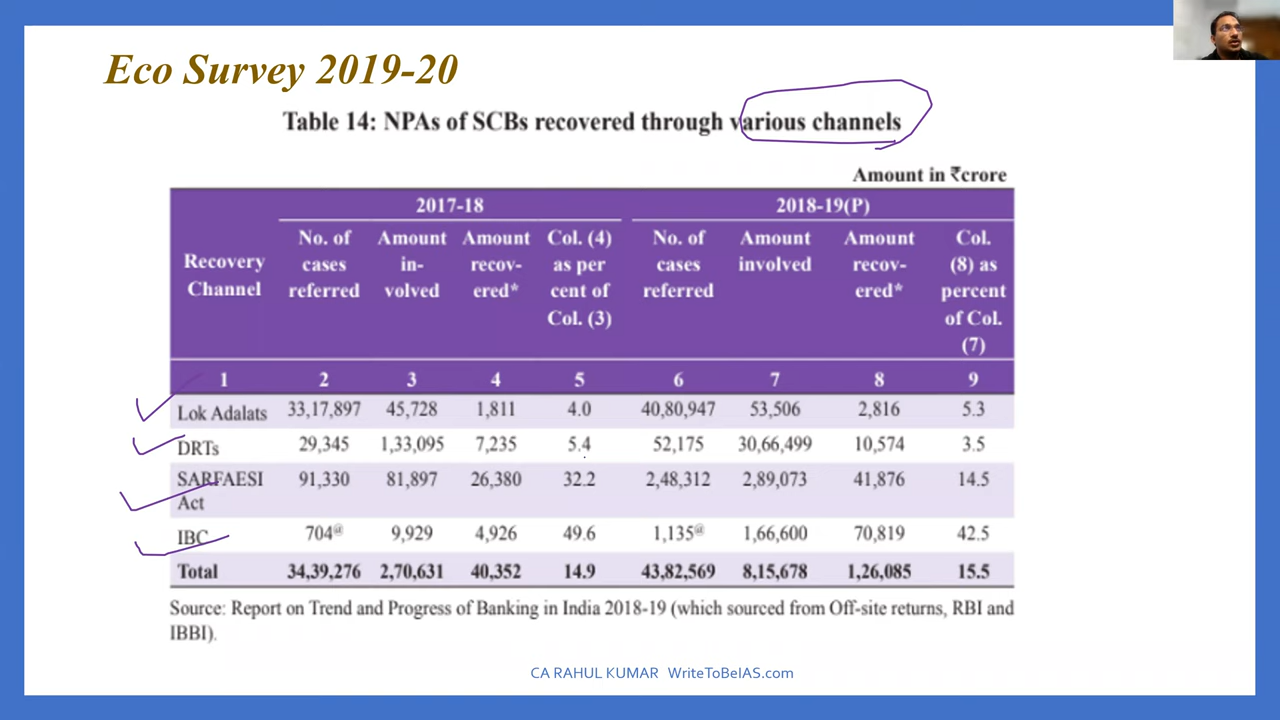 Eco Survey 2019-20
Table 14: NPAs of SCBs recovered through various channels
Amount in ₹crore
Recovery Channel | 2017-18 | 2018-19(P)
No. of cases referred | Amount in-volved | Amount recov-ered* | Col. (4) as per cent of Col. (3) | No. of cases referred | Amount involved | Amount recov-ered* | Col. (8) as percent of Col. (7)
1 2 3 4 5 6 7 8 9
Lok Adalats 33,17,897 45,728 1,811 4.0 40,80,947 53,506 2,816 5.3
DRTs 29,345 1,33,095 7,235 5.4 52,175 30,66,499 10,574 3.5
SARFAESI Act 91,330 81,897 26,380 32.2 2,48,312 2,89,073 41,876 14.5
IBC 704@ 9,929 4,926 49.6 1,135@ 1,66,600 70,819 42.5
Total 34,39,276 2,70,631 40,352 14.9 43,82,569 8,15,678 1,26,085 15.5
Source: Report on Trend and Progress of Banking in India 2018-19 (which sourced from Off-site returns, RBI and
IBBI).
CA RAHUL KUMAR WriteToBeIAS.com